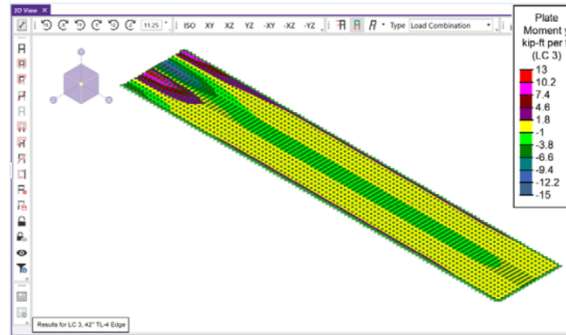 3D View ×
11.25 °
ISO XY XZ YZ -XY -XZ -YZ
Type Load Combination
Plate
Moment y
kip-ft per
(LC 3)
13
10.2
7.4
4.6
1.8
-1
-3.8
-6.6
-9.4
-12.2
-15
Results for LC 3, 42" TL-4 Edge